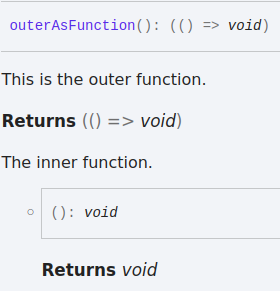 outerAsFunction(): (() => void)
This is the outer function.
Returns (() => void)
The inner function.
(): void
Returns void